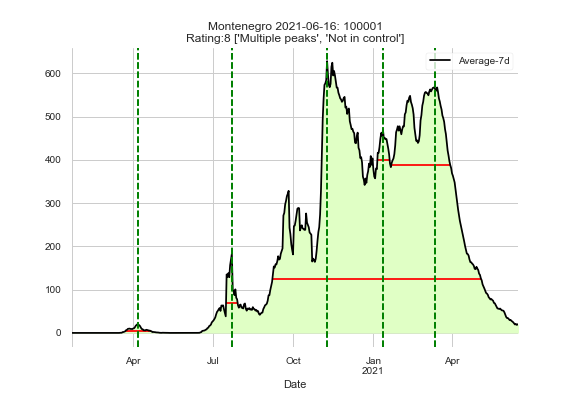 Montenegro 2021-06-16: 100001
Rating:8 ['Multiple peaks', 'Not in control']
Average-7d
600
500
400
300
200
100
0
Apr
Jul
Oct
Jan
2021
Apr
Date